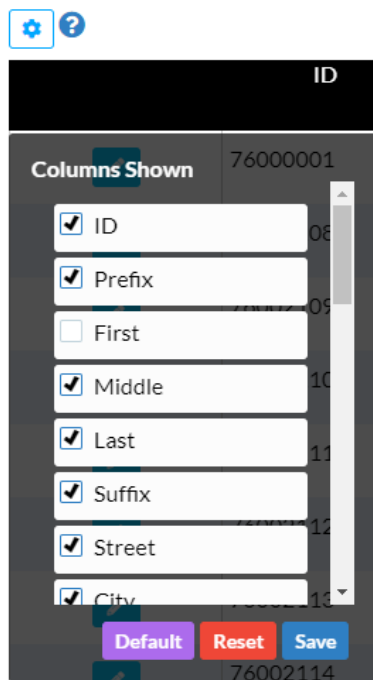 ?
ID
76000001
Columns Shown
ID
Prefix
First
Middle
Last
Suffix
Street
City
Default Reset Save
76002114